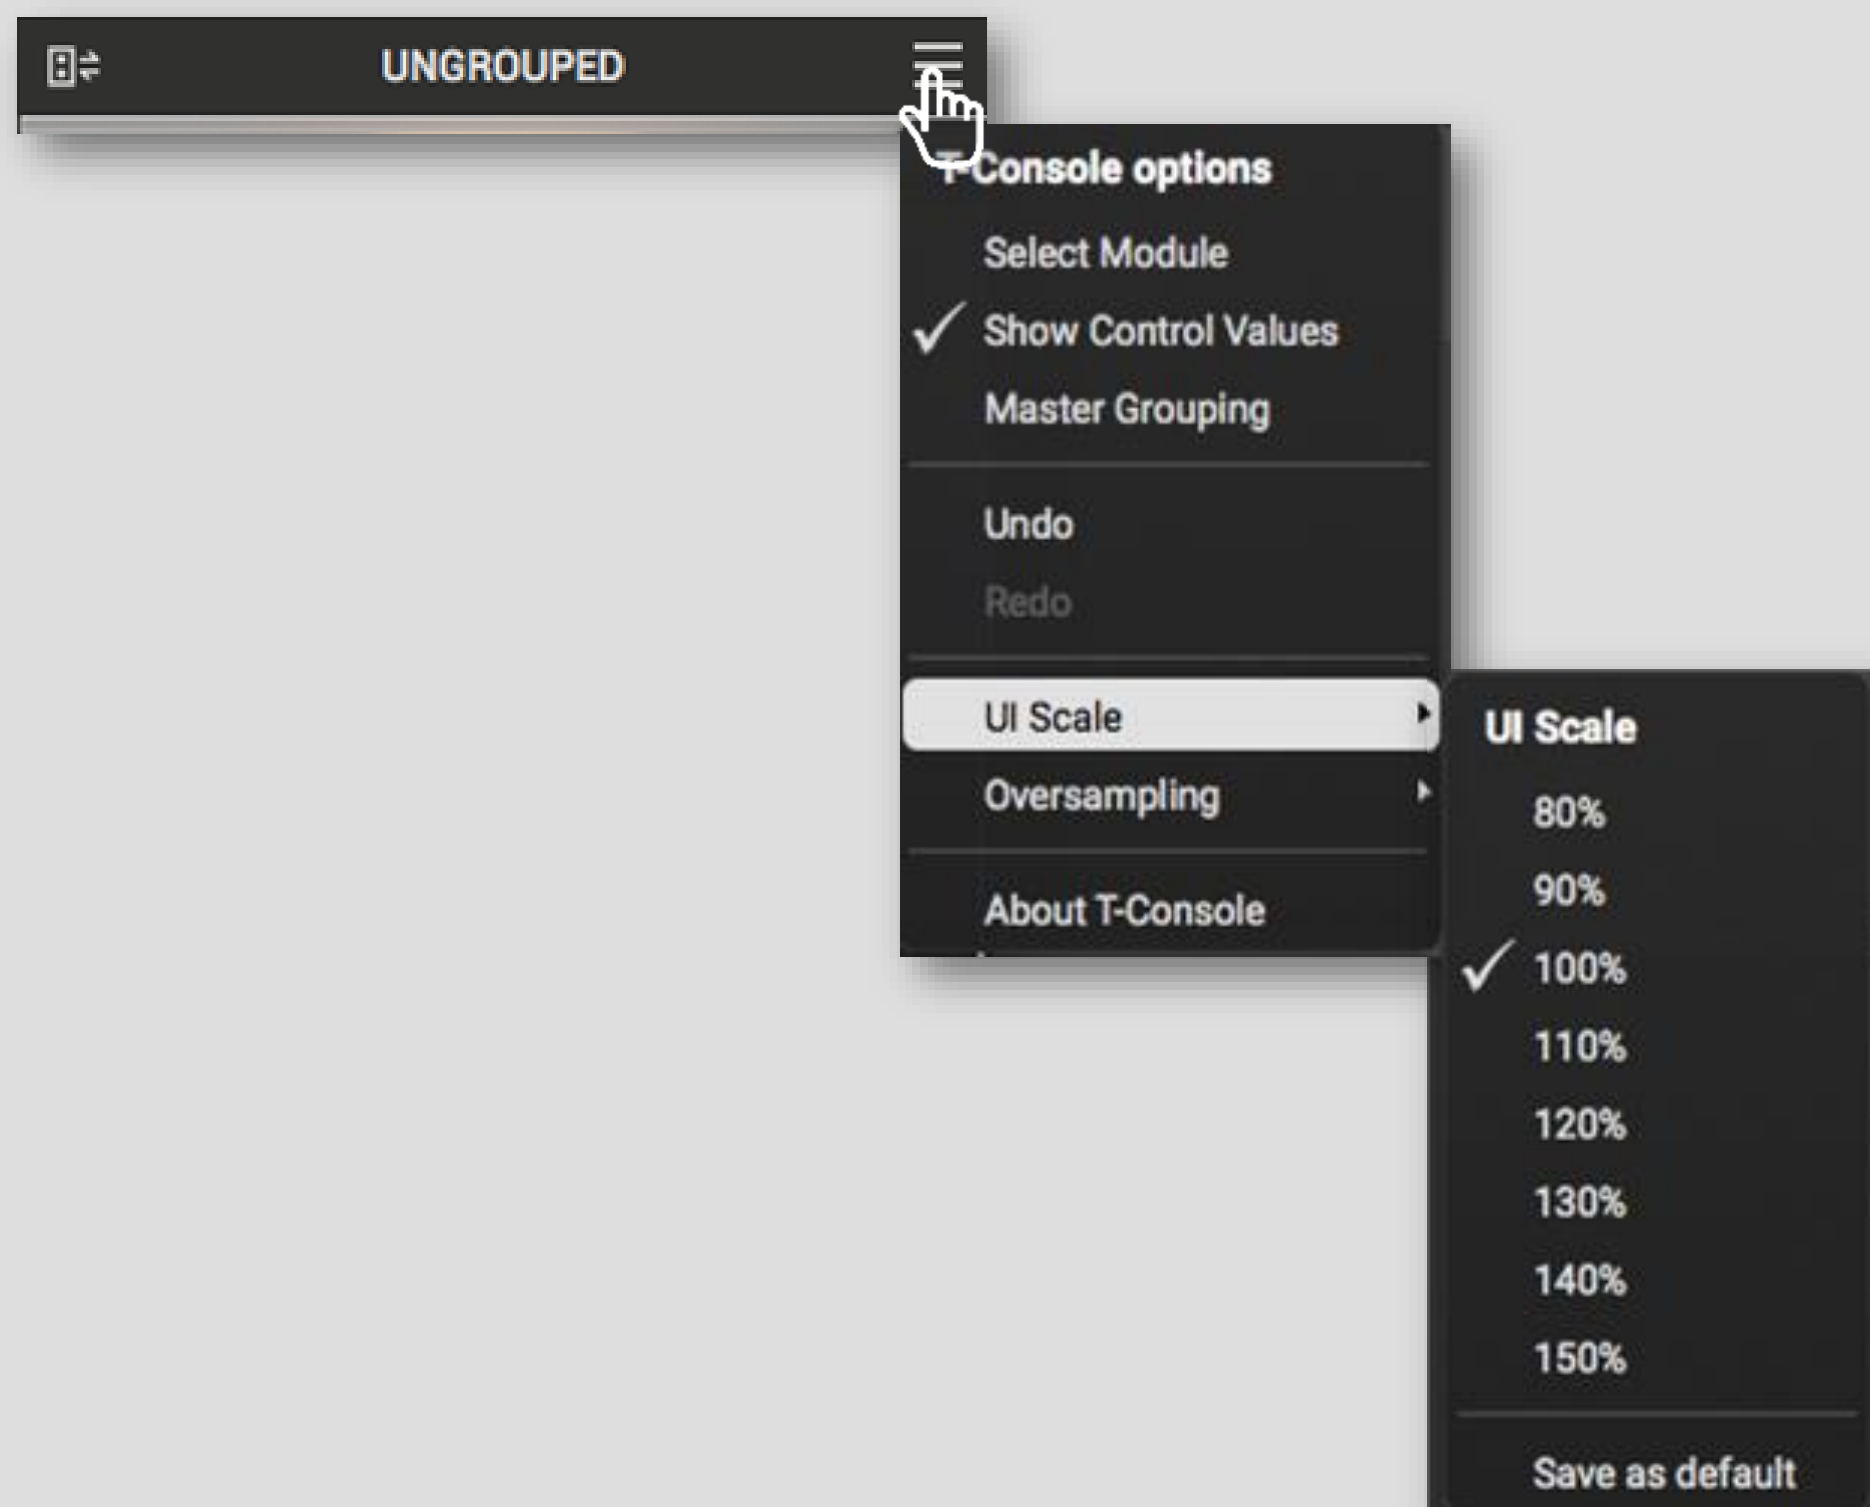 UNGROUPED
T-Console options
Select Module
Show Control Values
Master Grouping
Undo
Redo
UI Scale
Oversampling
About T-Console
UI Scale
80%
90%
100%
110%
120%
130%
140%
150%
Save as default